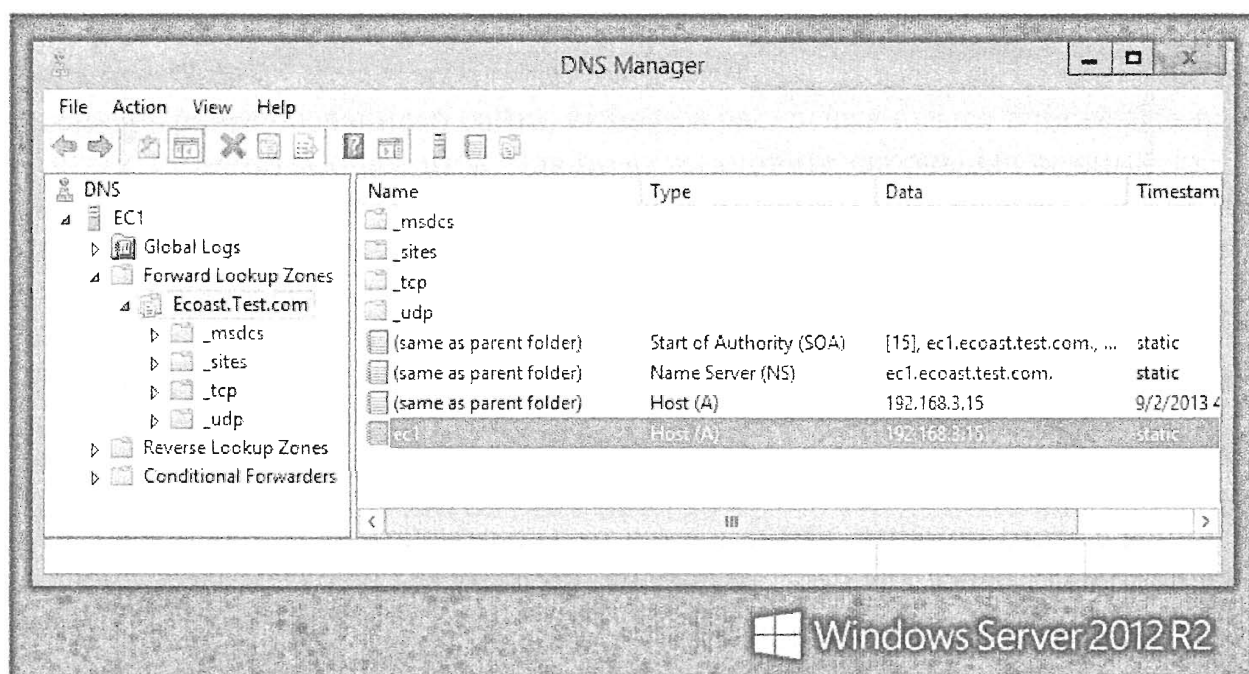 DNS Manager
File Action View Help
DNS
EC1
Global Logs
Forward Lookup Zones
Ecoast.Test.com
_msdcs
_sites
_tcp
_udp
Reverse Lookup Zones
Conditional Forwarders
Name Type Data Timestam
_msdcs
_sites
_tcp
_udp
(same as parent folder) Start of Authority (SOA) [15], ec1.ecoast.test.com., ... static
(same as parent folder) Name Server (NS) ec1.ecoast.test.com. static
(same as parent folder) Host (A) 192.168.3.15 9/2/2013 4
ec1 Host (A) 192.168.3.15 static
Windows Server 2012 R2